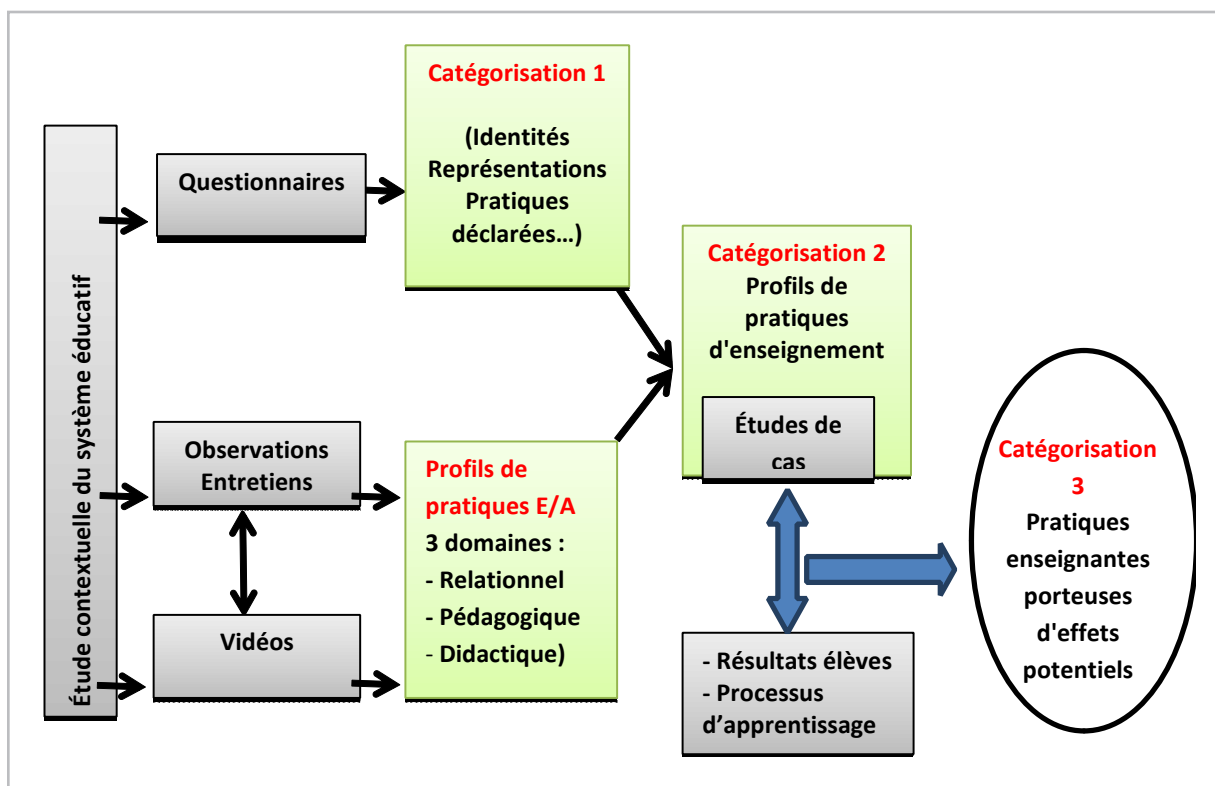 Étude contextuelle du système éducatif
Questionnaires
Catégorisation 1
(Identités
Représentations
Pratiques
déclarées…)
Observations
Entretiens
Vidéos
Profils de
pratiques E/A
3 domaines :
- Relationnel
- Pédagogique
- Didactique)
Catégorisation 2
Profils de
pratiques
d'enseignement
Études de
cas
- Résultats élèves
- Processus
d’apprentissage
Catégorisation
3
Pratiques
enseignantes
porteuses
d'effets
potentiels